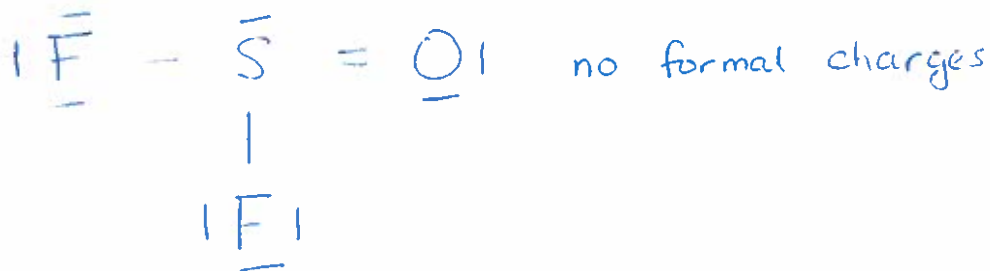 |F - S = O| no formal charges
|
|F|